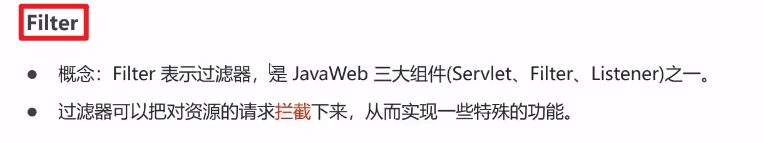 Filter
● 概念：Filter 表示过滤器，是 JavaWeb 三大组件(Servlet、Filter、Listener)之一。
● 过滤器可以把对资源的请求拦截下来，从而实现一些特殊的功能。